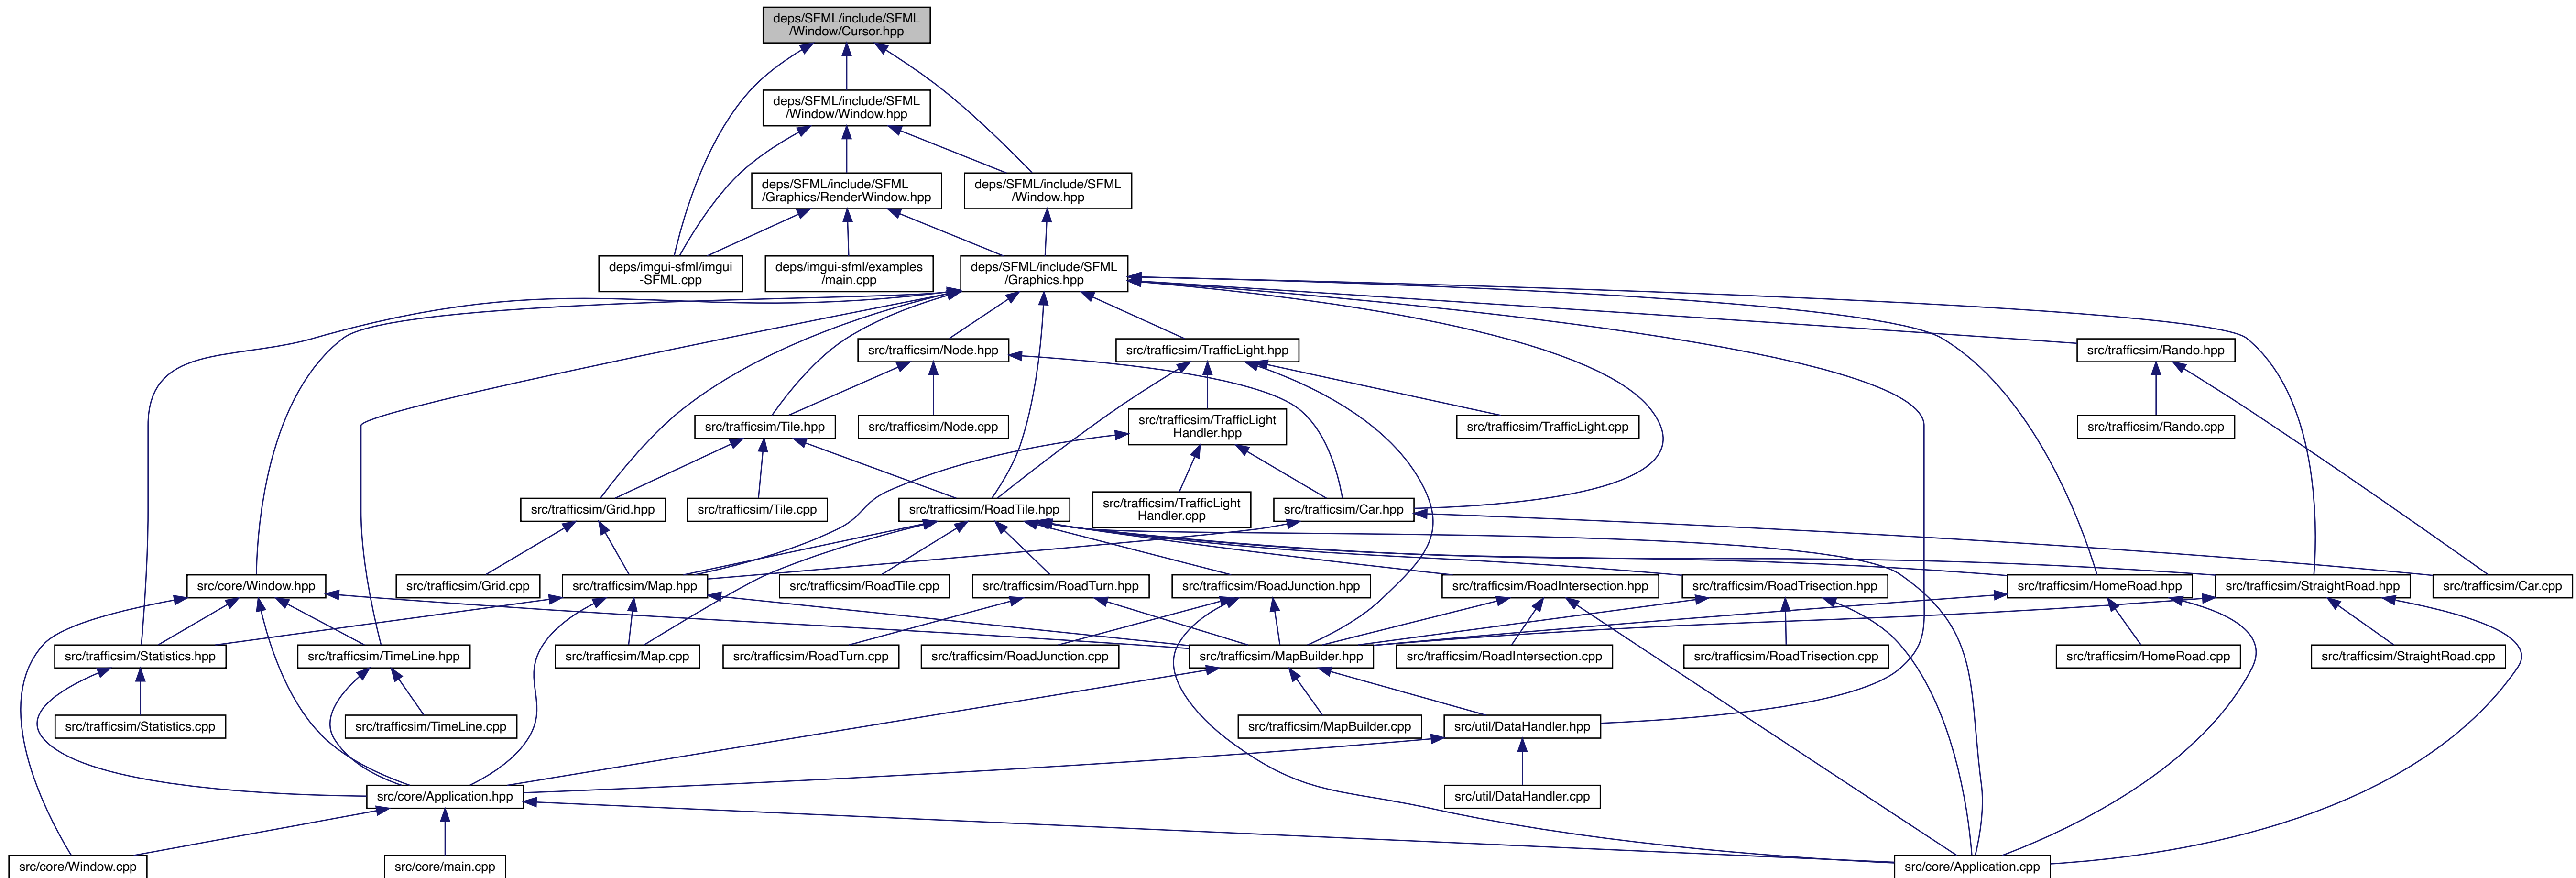 deps/SFML/include/SFML
/Window/Cursor.hpp
deps/SFML/include/SFML
/Window/Window.hpp
deps/SFML/include/SFML
/Graphics/RenderWindow.hpp
deps/SFML/include/SFML
/Window.hpp
deps/imgui-sfml/imgui
-SFML.cpp
deps/imgui-sfml/examples
/main.cpp
deps/SFML/include/SFML
/Graphics.hpp
src/trafficsim/Node.hpp
src/trafficsim/TrafficLight.hpp
src/trafficsim/Rando.hpp
src/trafficsim/Tile.hpp
src/trafficsim/Node.cpp
src/trafficsim/TrafficLight
Handler.hpp
src/trafficsim/TrafficLight.cpp
src/trafficsim/Rando.cpp
src/trafficsim/Grid.hpp
src/trafficsim/Tile.cpp
src/trafficsim/RoadTile.hpp
src/trafficsim/TrafficLight
Handler.cpp
src/trafficsim/Car.hpp
src/core/Window.hpp
src/trafficsim/Grid.cpp
src/trafficsim/Map.hpp
src/trafficsim/RoadTile.cpp
src/trafficsim/RoadTurn.hpp
src/trafficsim/RoadJunction.hpp
src/trafficsim/RoadIntersection.hpp
src/trafficsim/RoadTrisection.hpp
src/trafficsim/HomeRoad.hpp
src/trafficsim/StraightRoad.hpp
src/trafficsim/Car.cpp
src/trafficsim/Statistics.hpp
src/trafficsim/TimeLine.hpp
src/trafficsim/Map.cpp
src/trafficsim/RoadTurn.cpp
src/trafficsim/RoadJunction.cpp
src/trafficsim/MapBuilder.hpp
src/trafficsim/RoadIntersection.cpp
src/trafficsim/RoadTrisection.cpp
src/trafficsim/HomeRoad.cpp
src/trafficsim/StraightRoad.cpp
src/trafficsim/Statistics.cpp
src/trafficsim/TimeLine.cpp
src/trafficsim/MapBuilder.cpp
src/util/DataHandler.hpp
src/core/Application.hpp
src/util/DataHandler.cpp
src/core/Window.cpp
src/core/main.cpp
src/core/Application.cpp